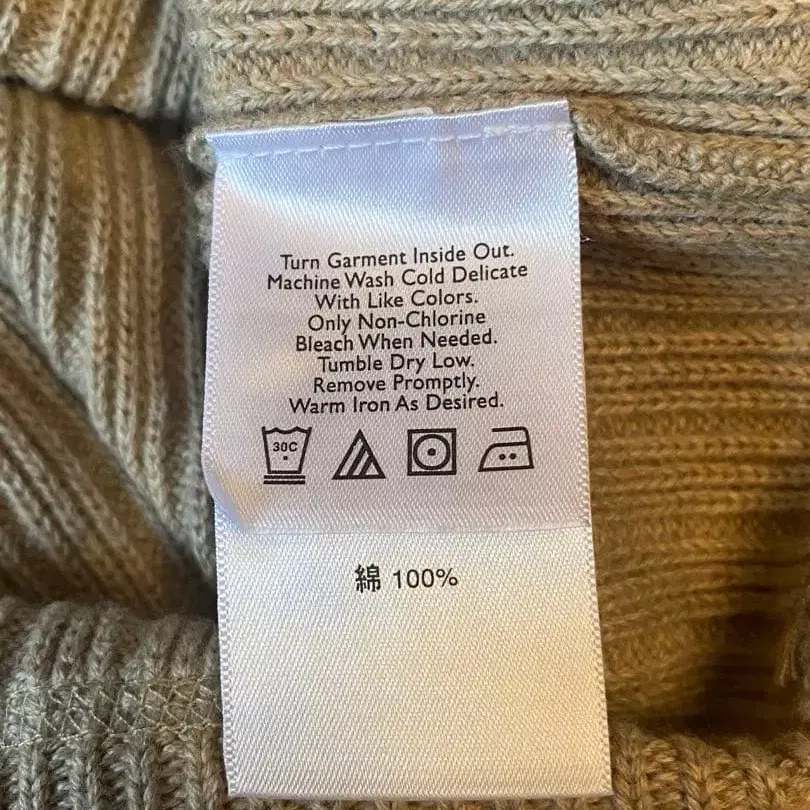 Turn Garment Inside Out.
Machine Wash Cold Delicate
With Like Colors.
Only Non-Chlorine
Bleach When Needed.
Tumble Dry Low.
Remove Promptly.
Warm Iron As Desired.
30C
綿 100%